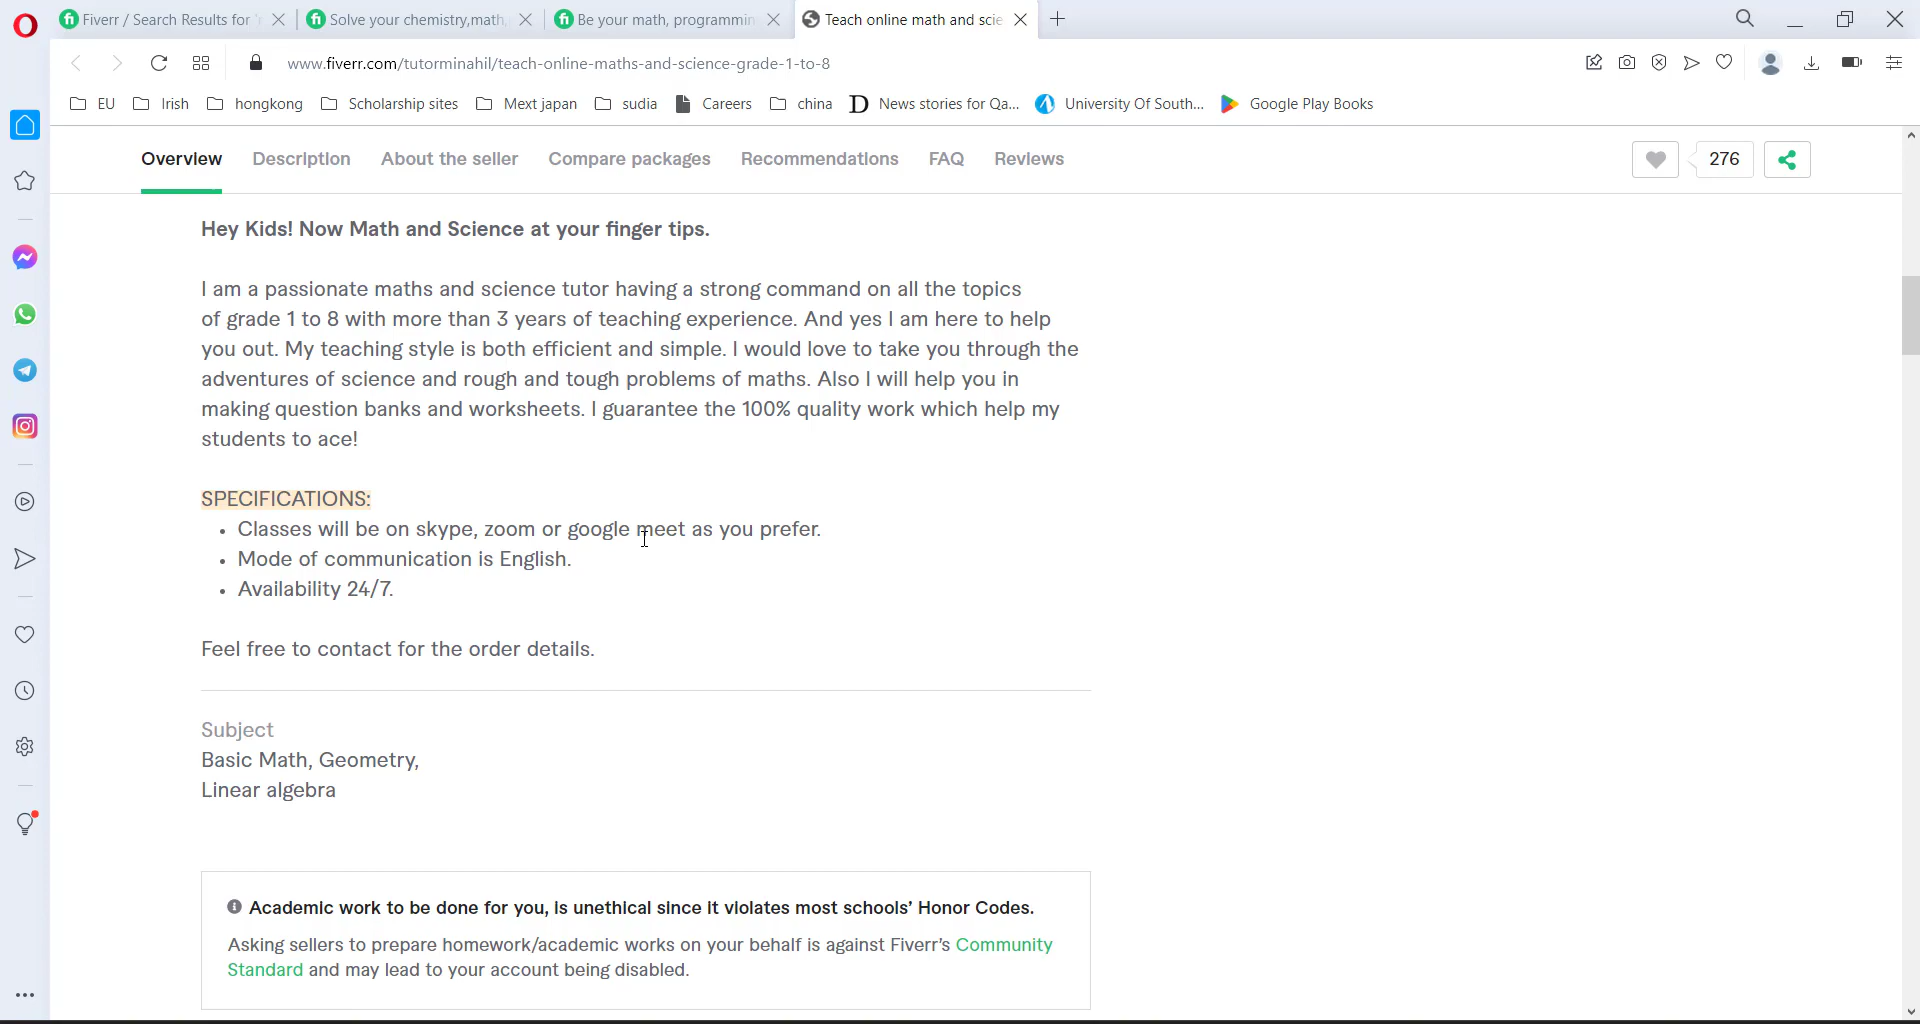 Fiverr / Search Results for
Solve your chemistry,math,
Be your math, programmin
Teach online math and scie
www.fiverr.com/tutorminahil/teach-online-maths-and-science-grade-1-to-8
EU Irish hongkong Scholarship sites Mext japan sudia Careers china D News stories for Qa... University Of South... Google Play Books
Overview Description About the seller Compare packages Recommendations FAQ Reviews 276
Hey Kids! Now Math and Science at your finger tips.
I am a passionate maths and science tutor having a strong command on all the topics
of grade 1 to 8 with more than 3 years of teaching experience. And yes I am here to help
you out. My teaching style is both efficient and simple. I would love to take you through the
adventures of science and rough and tough problems of maths. Also I will help you in
making question banks and worksheets. I guarantee the 100% quality work which help my
students to ace!
SPECIFICATIONS:
• Classes will be on skype, zoom or google meet as you prefer.
• Mode of communication is English.
• Availability 24/7.
Feel free to contact for the order details.
Subject
Basic Math, Geometry,
Linear algebra
Academic work to be done for you, is unethical since it violates most schools' Honor Codes.
Asking sellers to prepare homework/academic works on your behalf is against Fiverr's Community
Standard and may lead to your account being disabled.